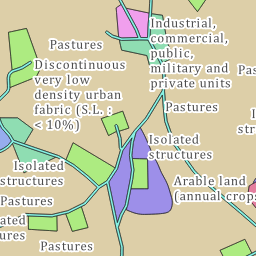 Industrial,
commercial,
public,
military and
private units
Pastures
Discontinuous
very low
density urban
fabric (S.L. :
< 10%)
Pastures
Isolated
structures
Isolated
structures
Arable land
(annual crops
Pastures
Pastures